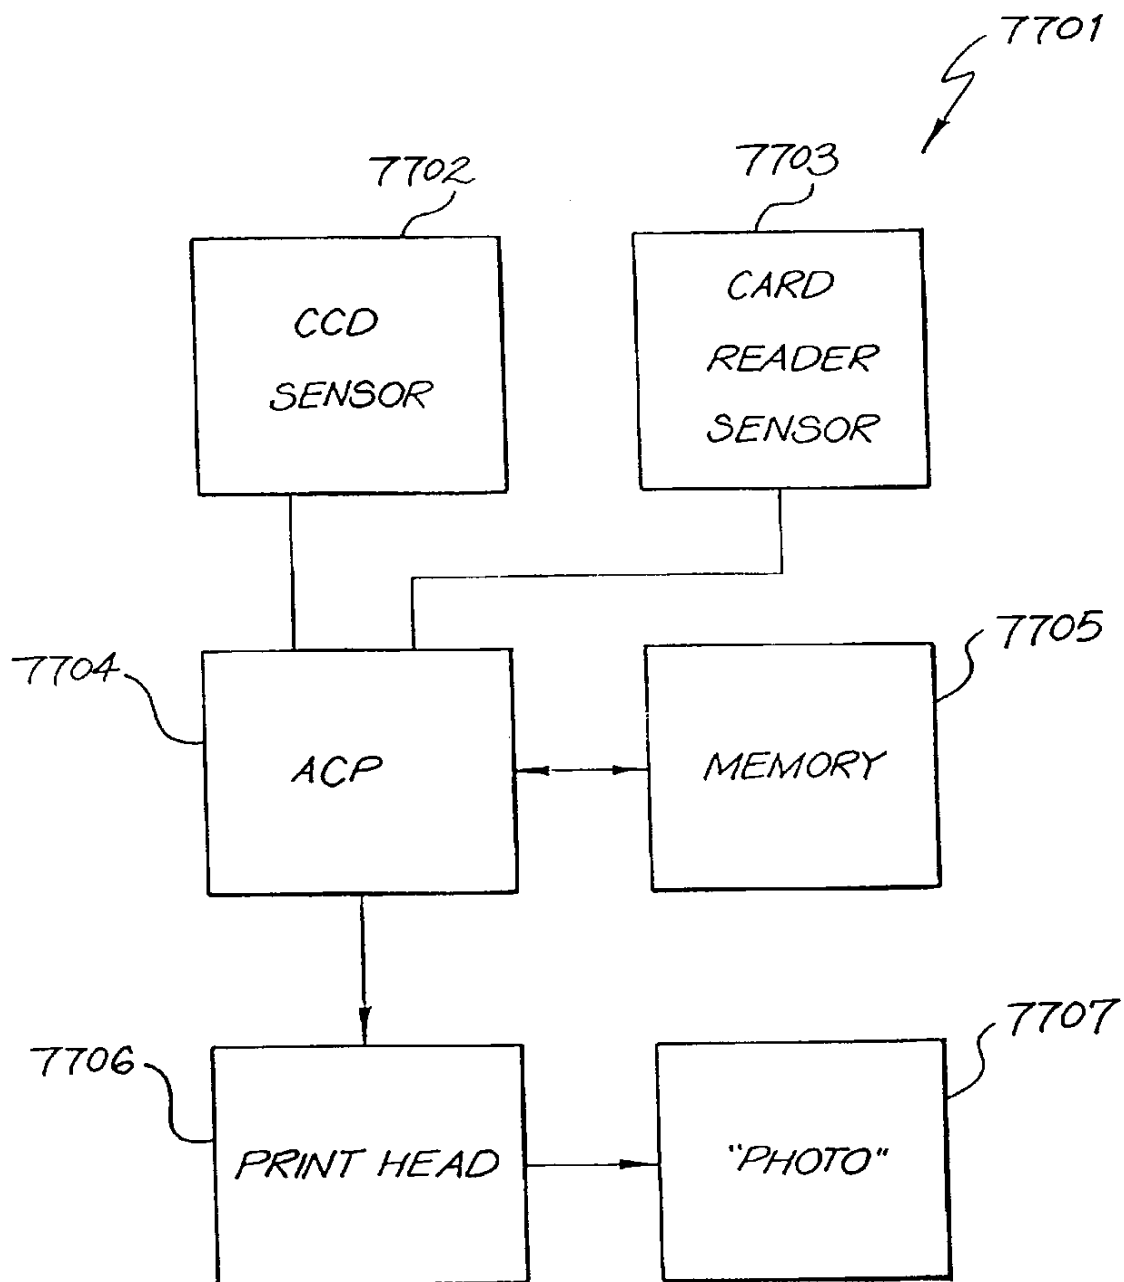 7701
7702
7703
CCD
SENSOR
CARD
READER
SENSOR
7704
7705
ACP
MEMORY
7706
7707
PRINT HEAD
"PHOTO"